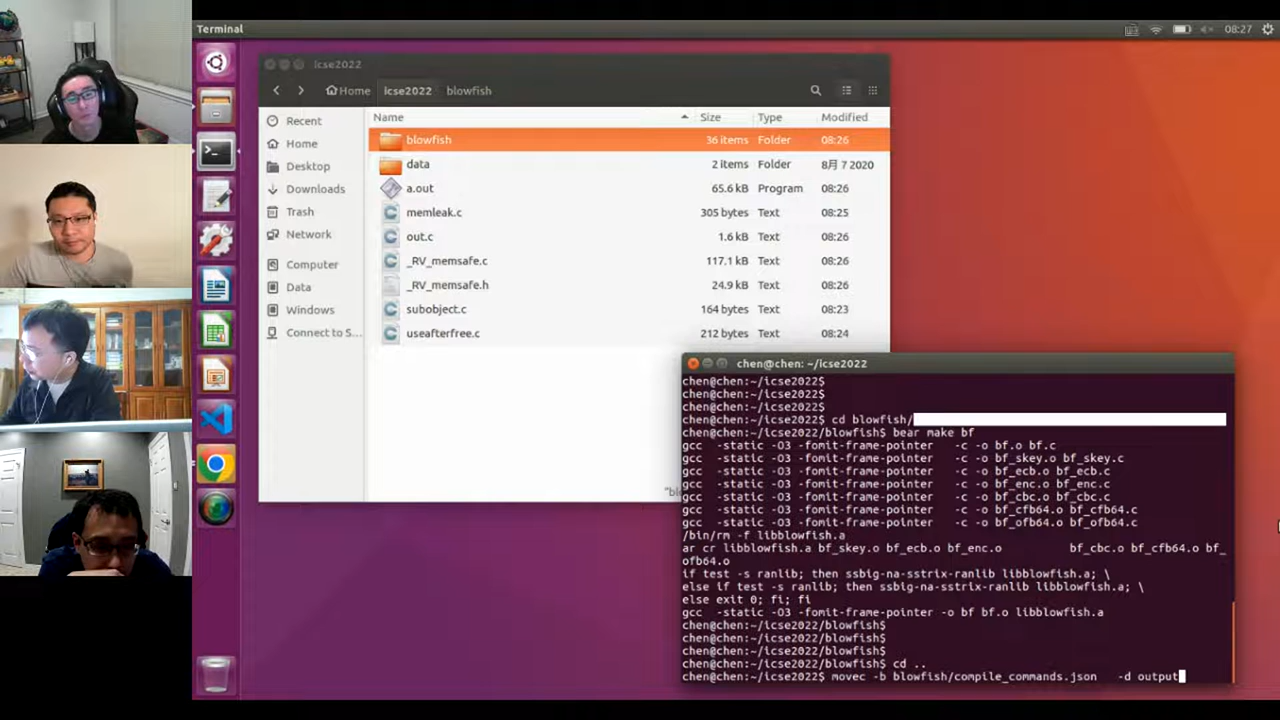 Terminal
08:27
icse2022
Home
icse2022
blowfish
Name Size Type Modified
Recent
Home
Desktop
Downloads
Trash
Network
Computer
Data
Windows
Connect to S...
blowfish 36 items Folder 08:26
data 2 items Folder 8月 7 2020
a.out 65.6 kB Program 08:26
memleak.c 305 bytes Text 08:25
out.c 1.6 kB Text 08:26
_RV_memsafe.c 117.1 kB Text 08:26
_RV_memsafe.h 24.9 kB Text 08:26
subobject.c 164 bytes Text 08:23
useafterfree.c 212 bytes Text 08:24
chen@chen: ~/icse2022
chen@chen:~/icse2022$
chen@chen:~/icse2022$
chen@chen:~/icse2022$
chen@chen:~/icse2022$ cd blowfish/
chen@chen:~/icse2022/blowfish$ bear make bf
gcc -static -O3 -fomit-frame-pointer -c -o bf.o bf.c
gcc -static -O3 -fomit-frame-pointer -c -o bf_skey.o bf_skey.c
gcc -static -O3 -fomit-frame-pointer -c -o bf_ecb.o bf_ecb.c
gcc -static -O3 -fomit-frame-pointer -c -o bf_enc.o bf_enc.c
gcc -static -O3 -fomit-frame-pointer -c -o bf_cbc.o bf_cbc.c
gcc -static -O3 -fomit-frame-pointer -c -o bf_cfb64.o bf_cfb64.c
gcc -static -O3 -fomit-frame-pointer -c -o bf_ofb64.o bf_ofb64.c
/bin/rm -f libblowfish.a
ar cr libblowfish.a bf_skey.o bf_ecb.o bf_enc.o bf_cbc.o bf_cfb64.o bf_
ofb64.o
if test -s ranlib; then ssbig-na-sstrix-ranlib libblowfish.a; \
else if test -s ranlib; then ssbig-na-sstrix-ranlib libblowfish.a; \
else exit 0; fi; fi
gcc -static -O3 -fomit-frame-pointer -o bf bf.o libblowfish.a
chen@chen:~/icse2022/blowfish$
chen@chen:~/icse2022/blowfish$
chen@chen:~/icse2022/blowfish$
chen@chen:~/icse2022/blowfish$ cd ..
chen@chen:~/icse2022$ movec -b blowfish/compile_commands.json -d output